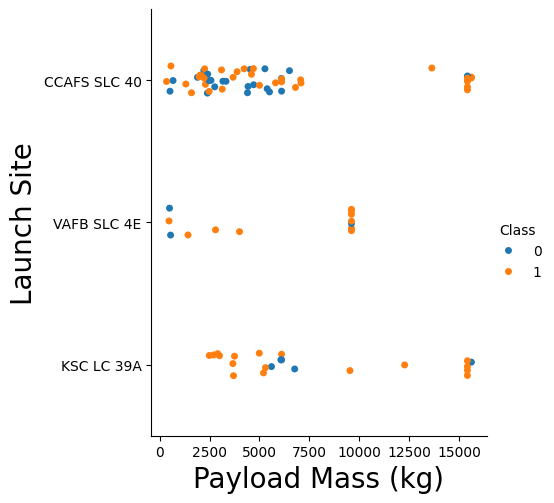 CCAFS SLC 40
VAFB SLC 4E
KSC LC 39A
Launch Site
0 2500 5000 7500 10000 12500 15000
Payload Mass (kg)
Class
0
1